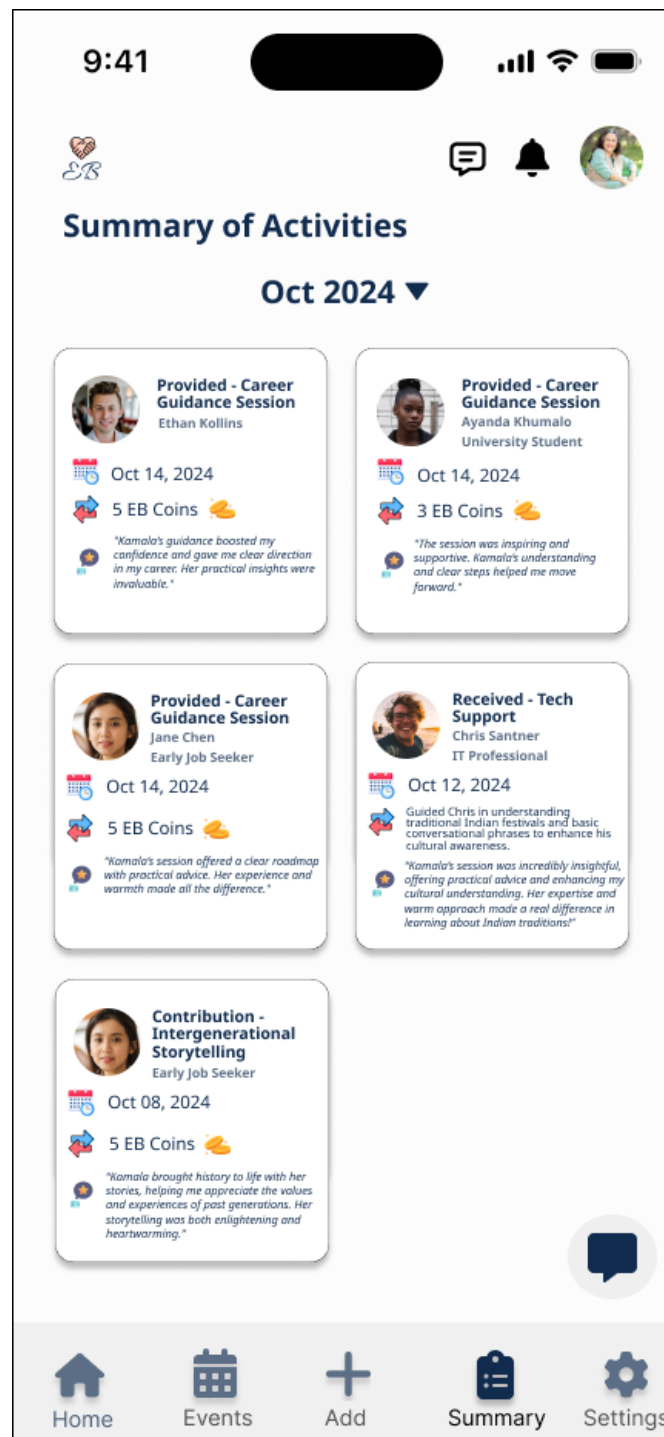 9:41
EB
Summary of Activities
Oct 2024
Provided - Career
Guidance Session
Ethan Kollins
Oct 14, 2024
5 EB Coins
"Kamala's guidance boosted my
confidence and gave me clear direction
in my career. Her practical insights were
invaluable."
Provided - Career
Guidance Session
Ayanda Khumalo
University Student
Oct 14, 2024
3 EB Coins
"The session was inspiring and
supportive. Kamala's understanding
and clear steps helped me move
forward."
Provided - Career
Guidance Session
Jane Chen
Early Job Seeker
Oct 14, 2024
5 EB Coins
"Kamala's session offered a clear roadmap
with practical advice. Her experience and
warmth made all the difference."
Received - Tech
Support
Chris Santner
IT Professional
Oct 12, 2024
Guided Chris in understanding
traditional Indian festivals and basic
conversational phrases to enhance his
cultural awareness.
"Kamala's session was incredibly insightful,
offering practical advice and enhancing my
cultural understanding. Her expertise and
warm approach made a real difference in
learning about Indian traditions!"
Contribution -
Intergenerational
Storytelling
Early Job Seeker
Oct 08, 2024
5 EB Coins
"Kamala brought history to life with her
stories, helping me appreciate the values
and experiences of past generations. Her
storytelling was both enlightening and
heartwarming."
Home
Events
Add
Summary
Settings